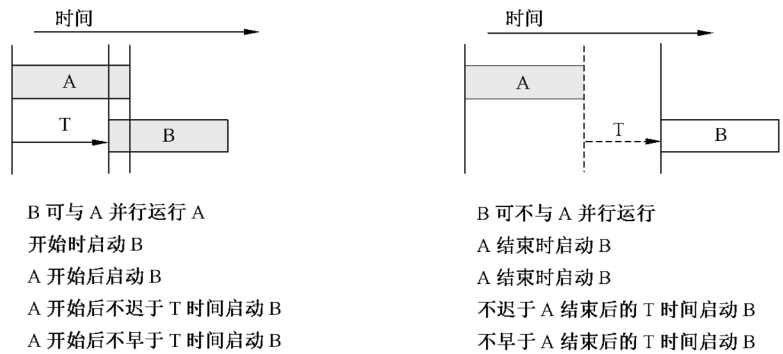 时间
A
T
B
B 可与 A 并行运行 A
开始时启动 B
A 开始后启动 B
A 开始后不迟于 T 时间启动 B
A 开始后不早于 T 时间启动 B
时间
A
T
B
B 可不与 A 并行运行
A 结束时启动 B
A 结束时启动 B
不迟于 A 结束后的 T 时间启动 B
不早于 A 结束后的 T 时间启动 B